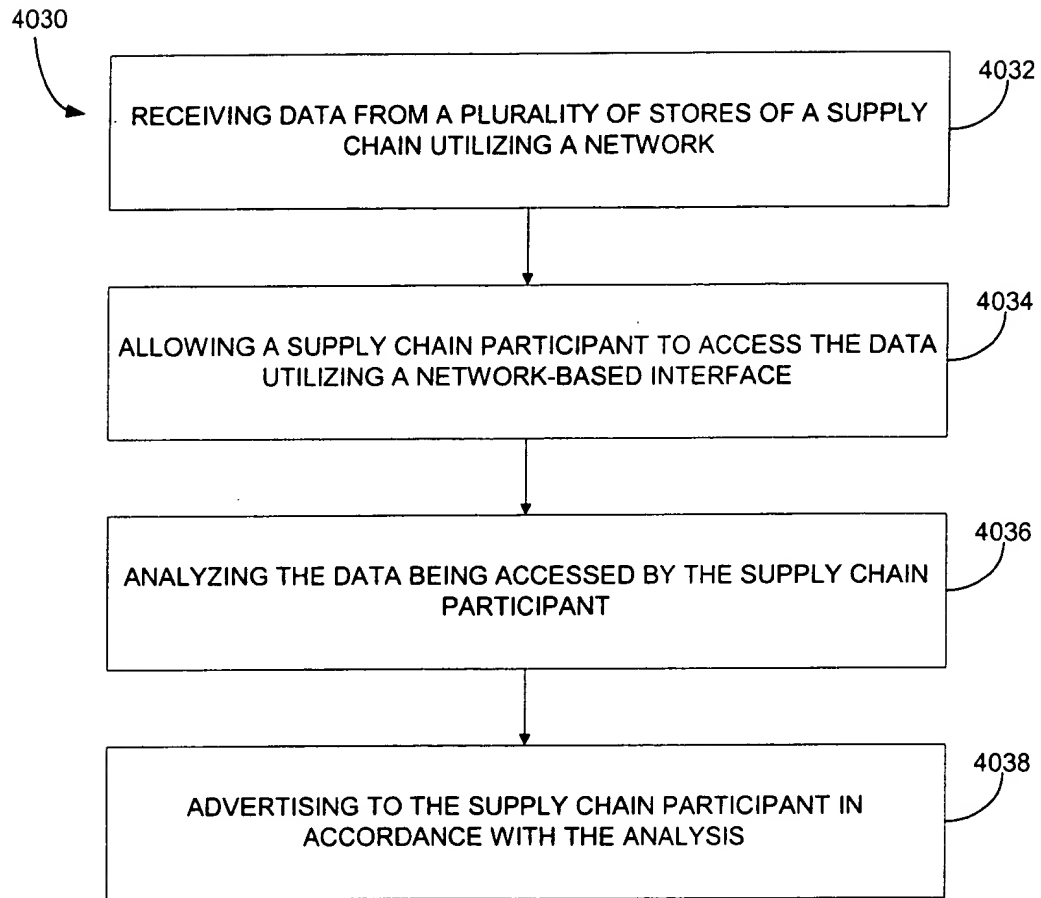 4030
4032
RECEIVING DATA FROM A PLURALITY OF STORES OF A SUPPLY
CHAIN UTILIZING A NETWORK
4034
ALLOWING A SUPPLY CHAIN PARTICIPANT TO ACCESS THE DATA
UTILIZING A NETWORK-BASED INTERFACE
4036
ANALYZING THE DATA BEING ACCESSED BY THE SUPPLY CHAIN
PARTICIPANT
4038
ADVERTISING TO THE SUPPLY CHAIN PARTICIPANT IN
ACCORDANCE WITH THE ANALYSIS